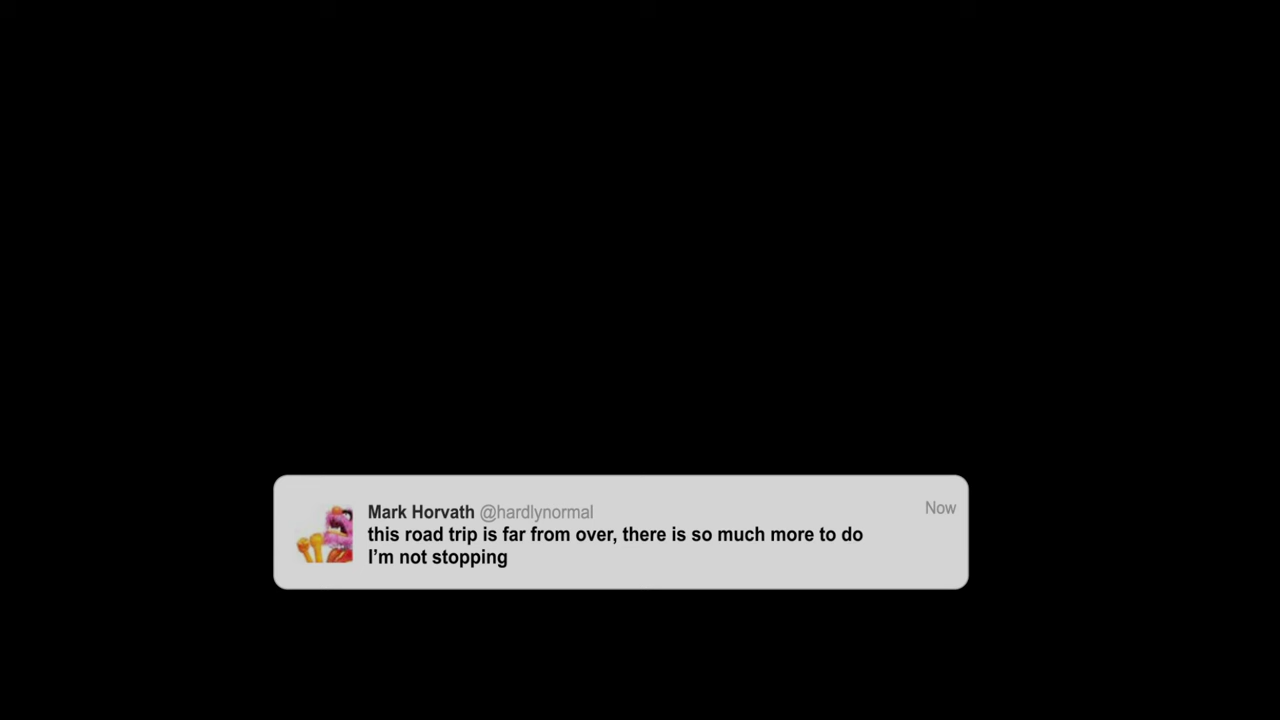 Mark Horvath @hardlynormal Now
this road trip is far from over, there is so much more to do
I'm not stopping